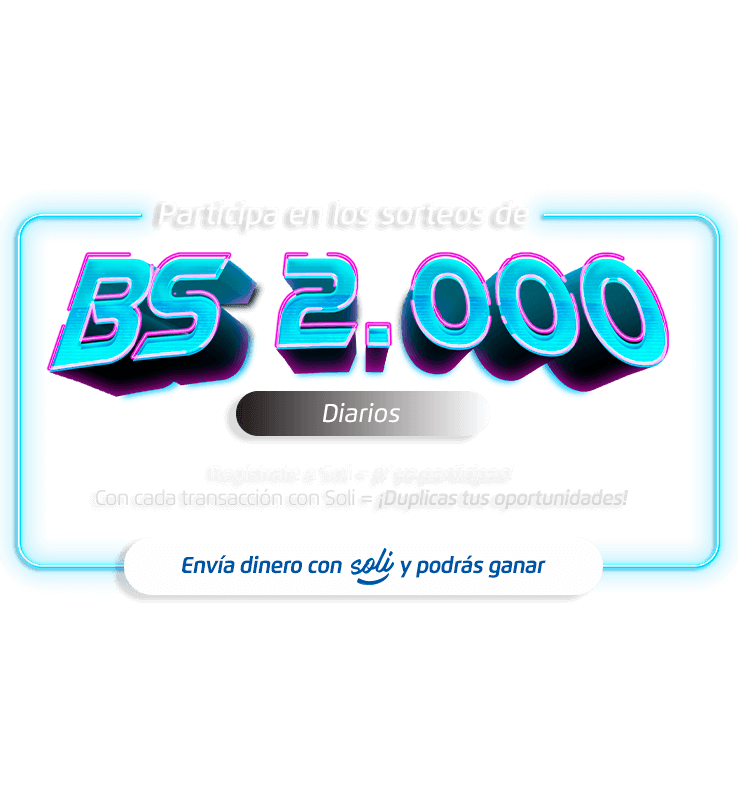 Participa en los sorteos de
BS 2.000
Diarios
Regístrate a Soli = ¡Y ya participas!
Con cada transacción con Soli = ¡Duplicas tus oportunidades!
Envía dinero con soli y podrás ganar